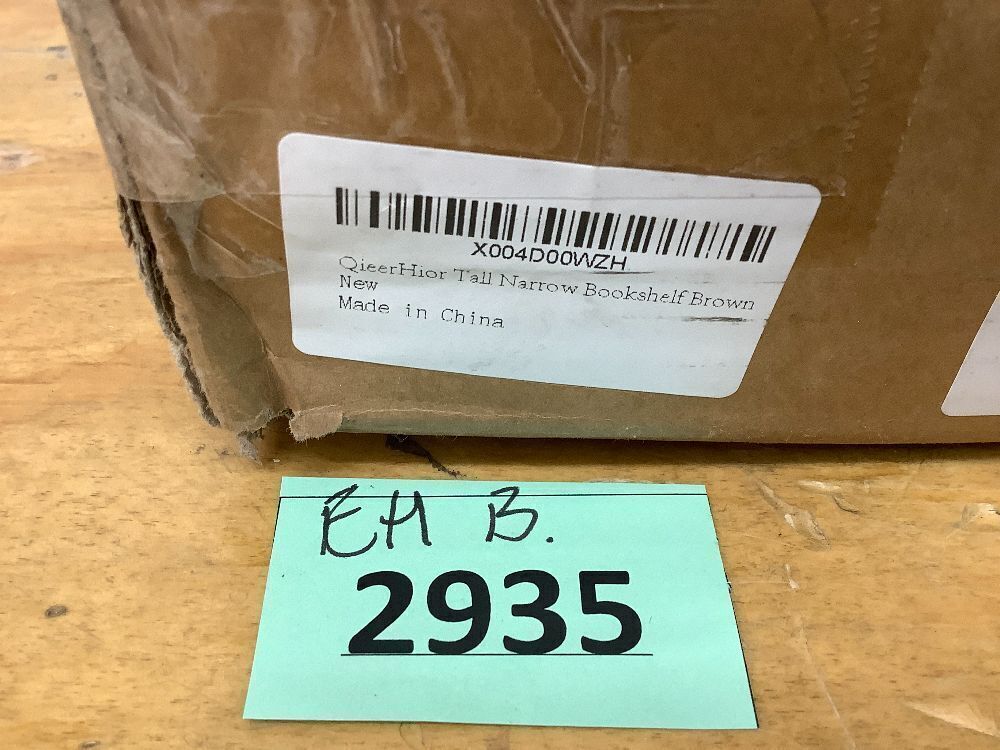 X004D00WZH
QieerHior Tall Narrow Bookshelf Brown
New
Made in China
EH B.
2935